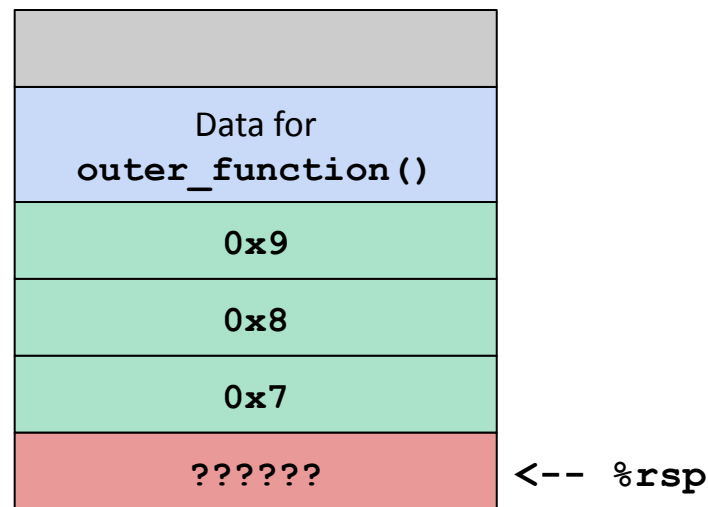 Data for
outer_function()
0x9
0x8
0x7
?????? <-- %rsp